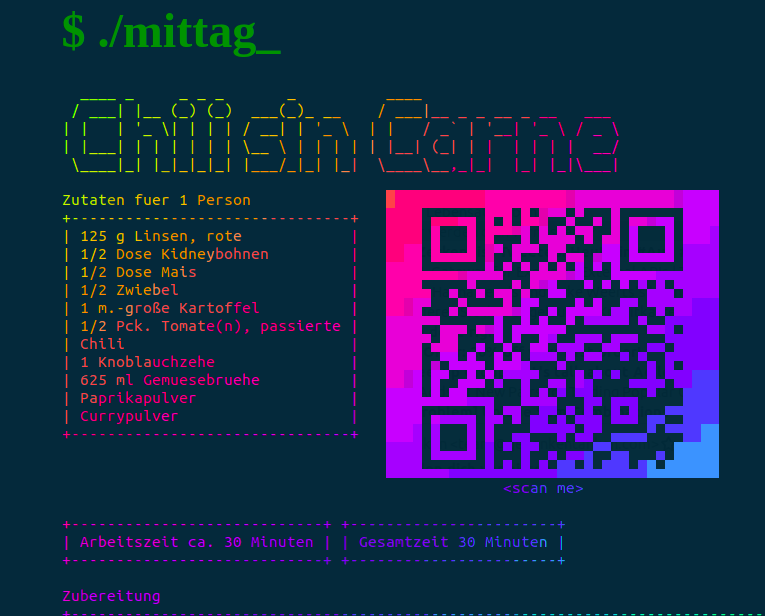 $ ./mittag_
Chili sin Carne
Zutaten fuer 1 Person
125 g Linsen, rote
1/2 Dose Kidneybohnen
1/2 Dose Mais
1/2 Zwiebel
1 m.-große Kartoffel
1/2 Pck. Tomate(n), passierte
Chili
1 Knoblauchzehe
625 ml Gemuesebruehe
Paprikapulver
Currypulver
<scan me>
Arbeitszeit ca. 30 Minuten | | Gesamtzeit 30 Minuten
Zubereitung